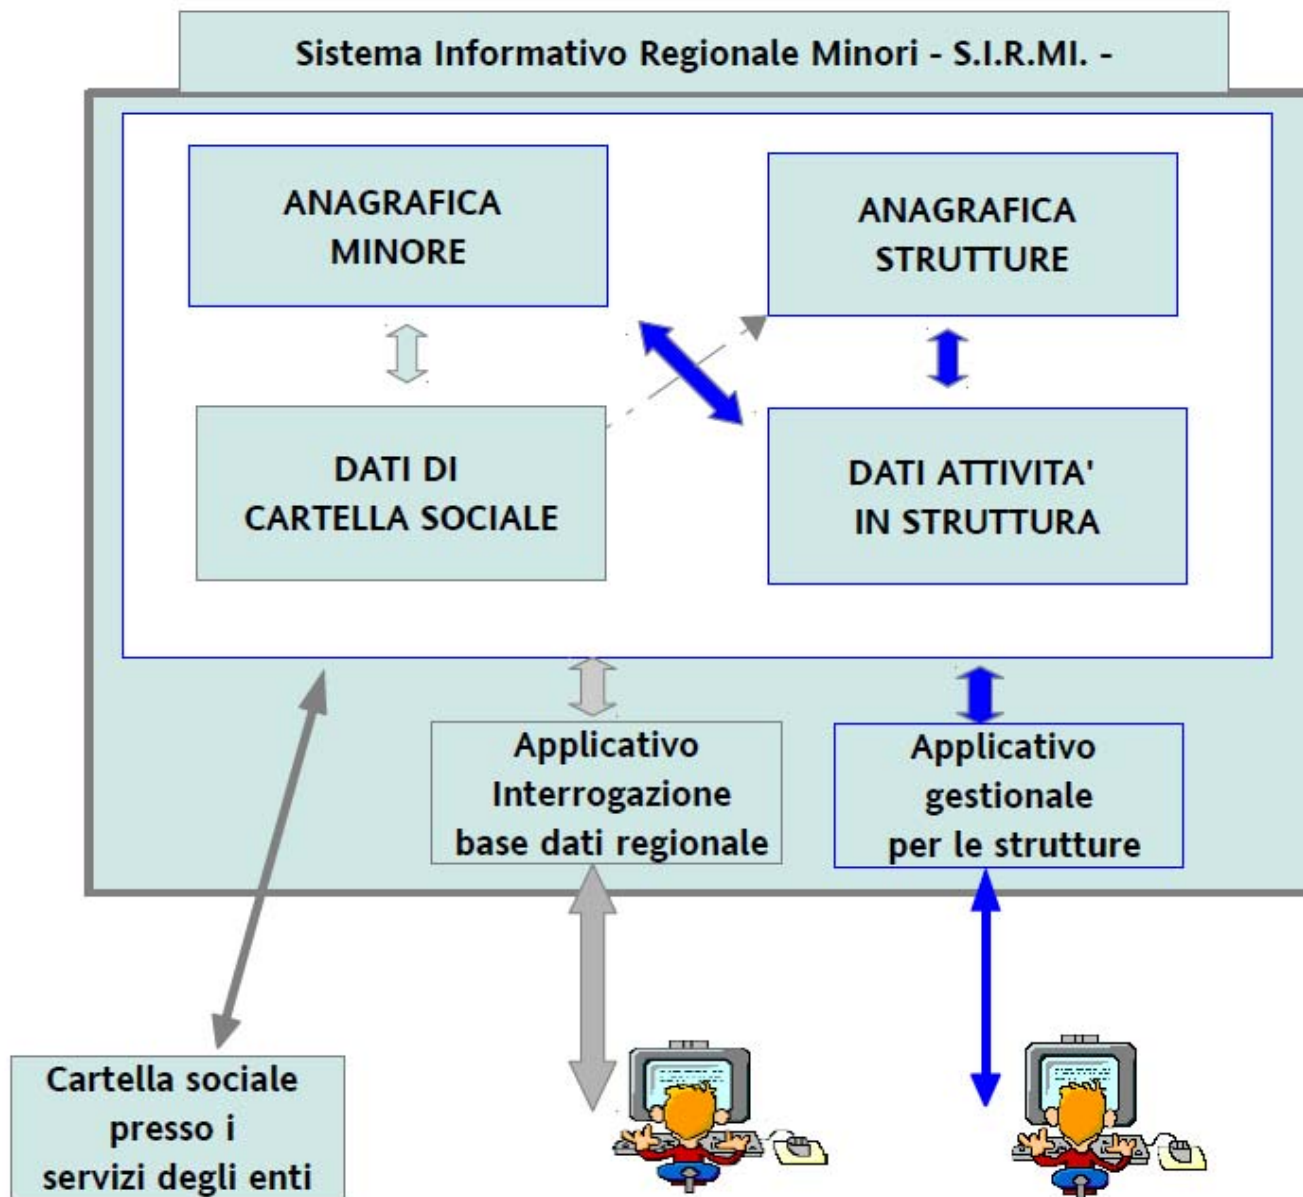 Sistema Informativo Regionale Minori - S.I.R.MI. -
ANAGRAFICA
MINORE
ANAGRAFICA
STRUTTURE
DATI DI
CARTELLA SOCIALE
DATI ATTIVITA'
IN STRUTTURA
Applicativo
Interrogazione
base dati regionale
Applicativo
gestionale
per le strutture
Cartella sociale
presso i
servizi degli enti